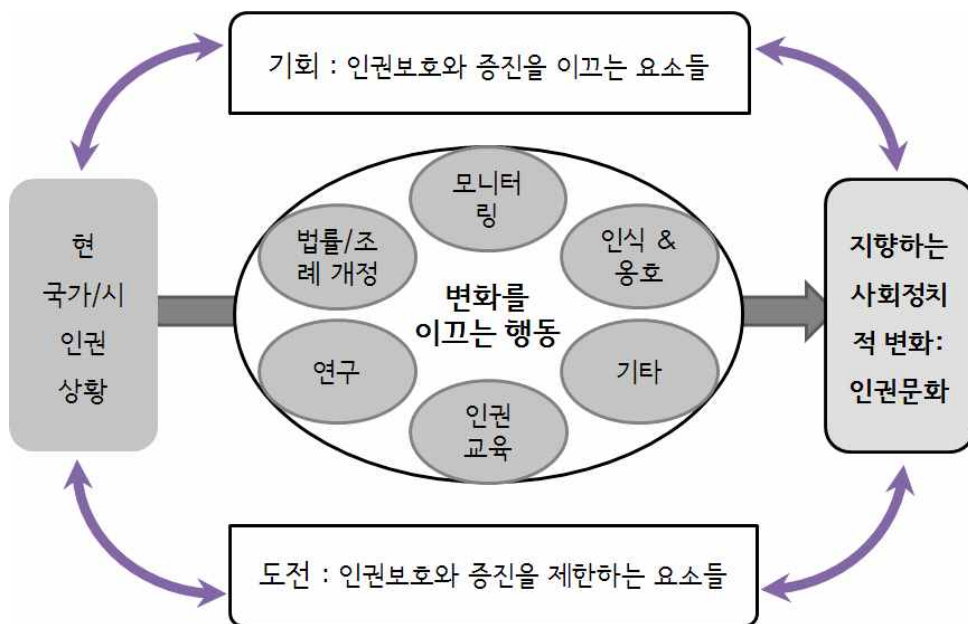 기회 : 인권보호와 증진을 이끄는 요소들
현
국가/시
인권
상황
모니터
링
법률/조
례 개정
인식 &
옹호
변화를
이끄는 행동
연구
기타
인권
교육
지향하는
사회정치
적 변화:
인권문화
도전 : 인권보호와 증진을 제한하는 요소들